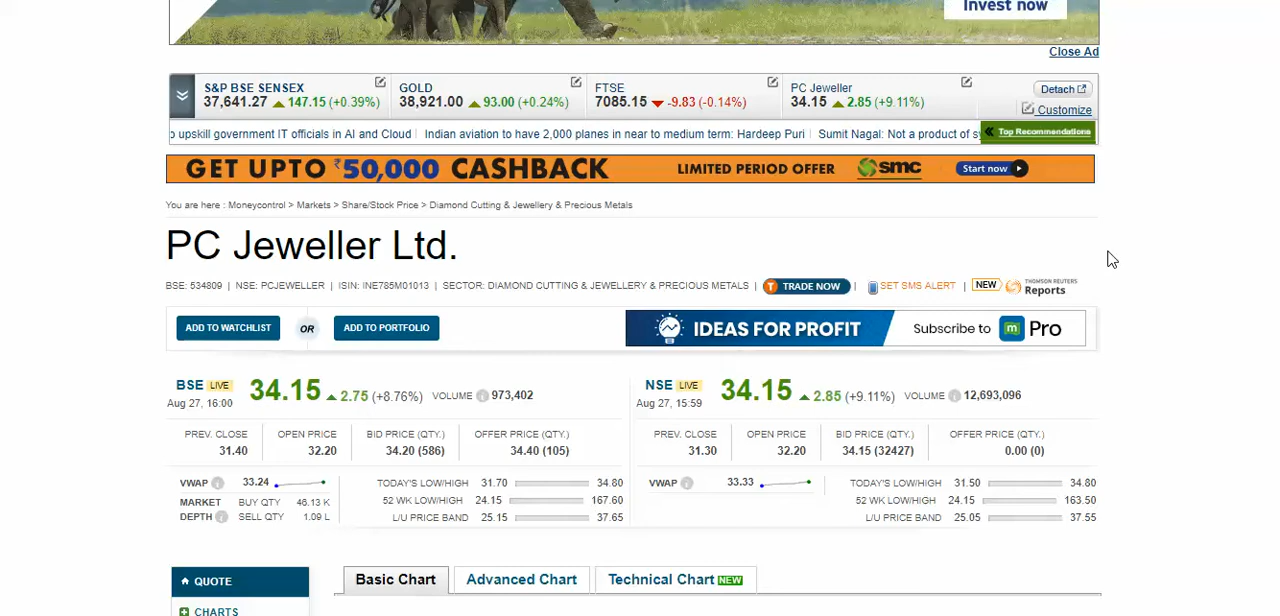 Invest now
Close Ad
S&P BSE SENSEX
37,641.27 147.15 (+0.39%)
GOLD
38,921.00 93.00 (+0.24%)
FTSE
7085.15 -9.83 (-0.14%)
PC Jeweller
34.15 2.85 (+9.11%)
Detach
Customize
o upskill government IT officials in AI and Cloud | Indian aviation to have 2,000 planes in near to medium term: Hardeep Puri | Sumit Nagal: Not a product of sy
Top Recommendations
GET UPTO ₹50,000 CASHBACK LIMITED PERIOD OFFER smc Start now
You are here : Moneycontrol > Markets > Share/Stock Price > Diamond Cutting & Jewellery & Precious Metals
PC Jeweller Ltd.
BSE: 534809 | NSE: PCJEWELLER | ISIN: INE785M01013 | SECTOR: DIAMOND CUTTING & JEWELLERY & PRECIOUS METALS | T TRADE NOW | SET SMS ALERT | NEW THOMSON REUTERS Reports
ADD TO WATCHLIST OR ADD TO PORTFOLIO
IDEAS FOR PROFIT Subscribe to m Pro
BSE LIVE 34.15 2.75 (+8.76%) VOLUME i 973,402
Aug 27, 16:00
PREV. CLOSE OPEN PRICE BID PRICE (QTY.) OFFER PRICE (QTY.)
31.40 32.20 34.20 (586) 34.40 (105)
VWAP i 33.24
MARKET DEPTH i
BUY QTY 46.13 K
SELL QTY 1.09 L
TODAY'S LOW/HIGH 31.70 34.80
52 WK LOW/HIGH 24.15 167.60
L/U PRICE BAND 25.15 37.65
NSE LIVE 34.15 2.85 (+9.11%) VOLUME i 12,693,096
Aug 27, 15:59
PREV. CLOSE OPEN PRICE BID PRICE (QTY.) OFFER PRICE (QTY.)
31.30 32.20 34.15 (32427) 0.00 (0)
VWAP i 33.33
TODAY'S LOW/HIGH 31.50 34.80
52 WK LOW/HIGH 24.15 163.50
L/U PRICE BAND 25.05 37.55
QUOTE
CHARTS
Basic Chart Advanced Chart Technical Chart NEW